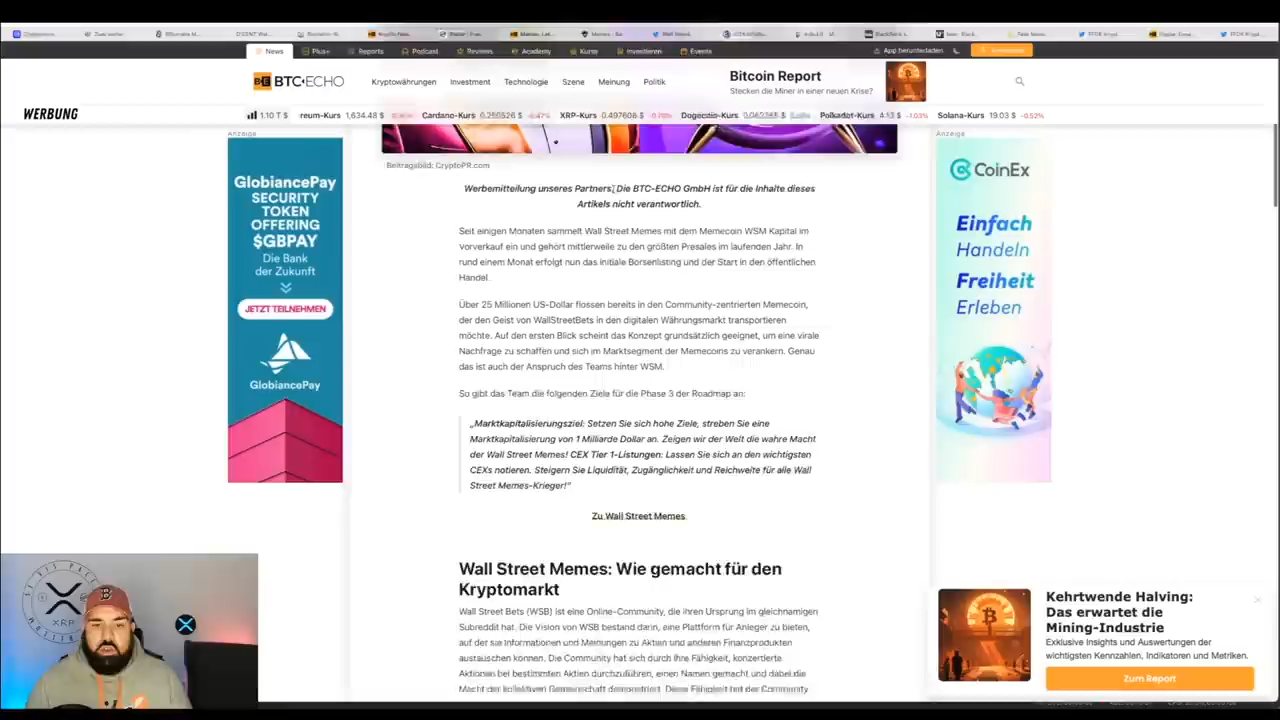 News
Plus+
Reports
Podcast
Reviews
Academy
Kurse
Investieren
Events
App herunterladen
BTC-ECHO
Kryptowährungen
Investment
Technologie
Szene
Meinung
Politik
Bitcoin Report
Stecken die Miner in einer neuen Krise?
WERBUNG
1.10 T $
reum-Kurs 1,634.48 $
Cardano-Kurs
XRP-Kurs 0.497608 $
Dogecoin-Kurs
Polkadot-Kurs 4.13 $ -1.03%
Solana-Kurs 19.03 $ -0.52%
Anzeige
Anzeige
Beitragsbild: CryptoPR.com
GlobiancePay
SECURITY
TOKEN
OFFERING
$GBPAY
Die Bank
der Zukunft
JETZT TEILNEHMEN
GlobiancePay
CoinEx
Einfach
Handeln
Freiheit
Erleben
Werbemitteilung unseres Partners. Die BTC-ECHO GmbH ist für die Inhalte dieses
Artikels nicht verantwortlich.
Seit einigen Monaten sammelt Wall Street Memes mit dem Memecoin WSM Kapital im
Vorverkauf ein und gehört mittlerweile zu den größten Presales im laufenden Jahr. In
rund einem Monat erfolgt nun das initiale Börsenlisting und der Start in den öffentlichen
Handel.
Über 25 Millionen US-Dollar flossen bereits in den Community-zentrierten Memecoin,
der den Geist von WallStreetBets in den digitalen Währungsmarkt transportieren
möchte. Auf den ersten Blick scheint das Konzept grundsätzlich geeignet, um eine virale
Nachfrage zu schaffen und sich im Marktsegment der Memecoins zu verankern. Genau
das ist auch der Anspruch des Teams hinter WSM.
So gibt das Team die folgenden Ziele für die Phase 3 der Roadmap an:
„Marktkapitalisierungsziel: Setzen Sie sich hohe Ziele, streben Sie eine
Marktkapitalisierung von 1 Milliarde Dollar an. Zeigen wir der Welt die wahre Macht
der Wall Street Memes! CEX Tier 1-Listungen: Lassen Sie sich an den wichtigsten
CEXs notieren. Steigern Sie Liquidität, Zugänglichkeit und Reichweite für alle Wall
Street Memes-Krieger!“
Zu Wall Street Memes.
Wall Street Memes: Wie gemacht für den
Kryptomarkt
Wall Street Bets (WSB) ist eine Online-Community, die ihren Ursprung im gleichnamigen
Subreddit hat. Die Vision von WSB bestand darin, eine Plattform für Anleger zu bieten,
auf der sie Informationen und Meinungen zu Aktien und anderen Finanzprodukten
austauschen können. Die Community hat sich durch ihre Fähigkeit, konzertierte
Aktionen bei bestimmten Aktien durchzuführen, einen Namen gemacht und dabei die
Macht der kollektiven Gemeinschaft demonstriert. Diese Fähigkeit hat der Community
Kehrtwende Halving:
Das erwartet die
Mining-Industrie
Exklusive Insights und Auswertungen der
wichtigsten Kennzahlen, Indikatoren und Metriken.
Zum Report
XRP